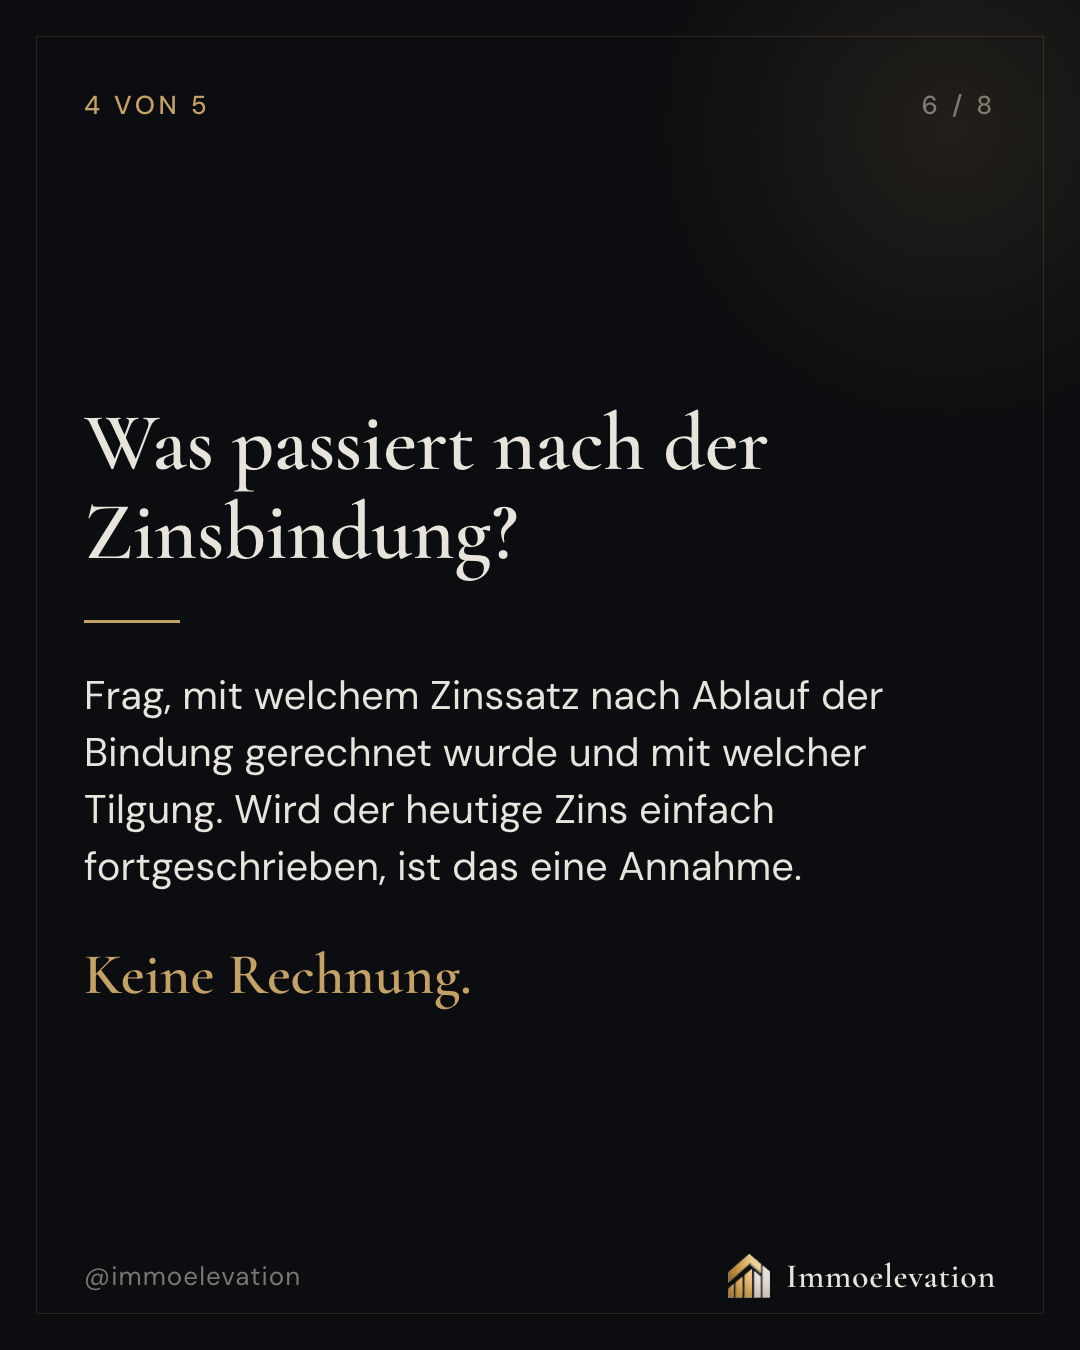 4 VON 5
6 / 8
Was passiert nach der
Zinsbindung?
Frag, mit welchem Zinssatz nach Ablauf der
Bindung gerechnet wurde und mit welcher
Tilgung. Wird der heutige Zins einfach
fortgeschrieben, ist das eine Annahme.
Keine Rechnung.
@immoelevation
Immoelevation